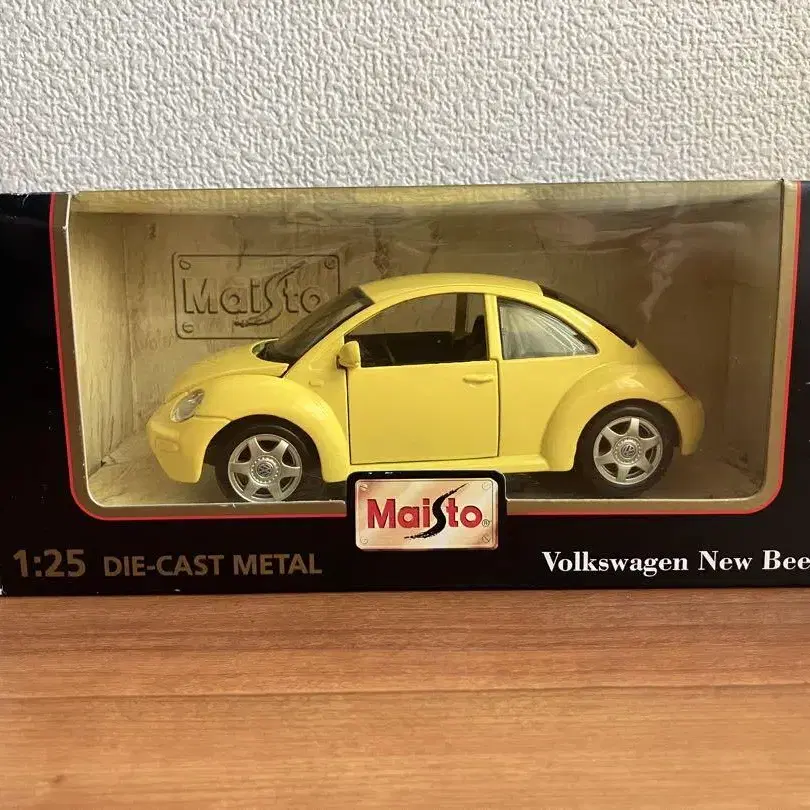 Maisto
Maisto®
1:25 DIE-CAST METAL
Volkswagen New Bee